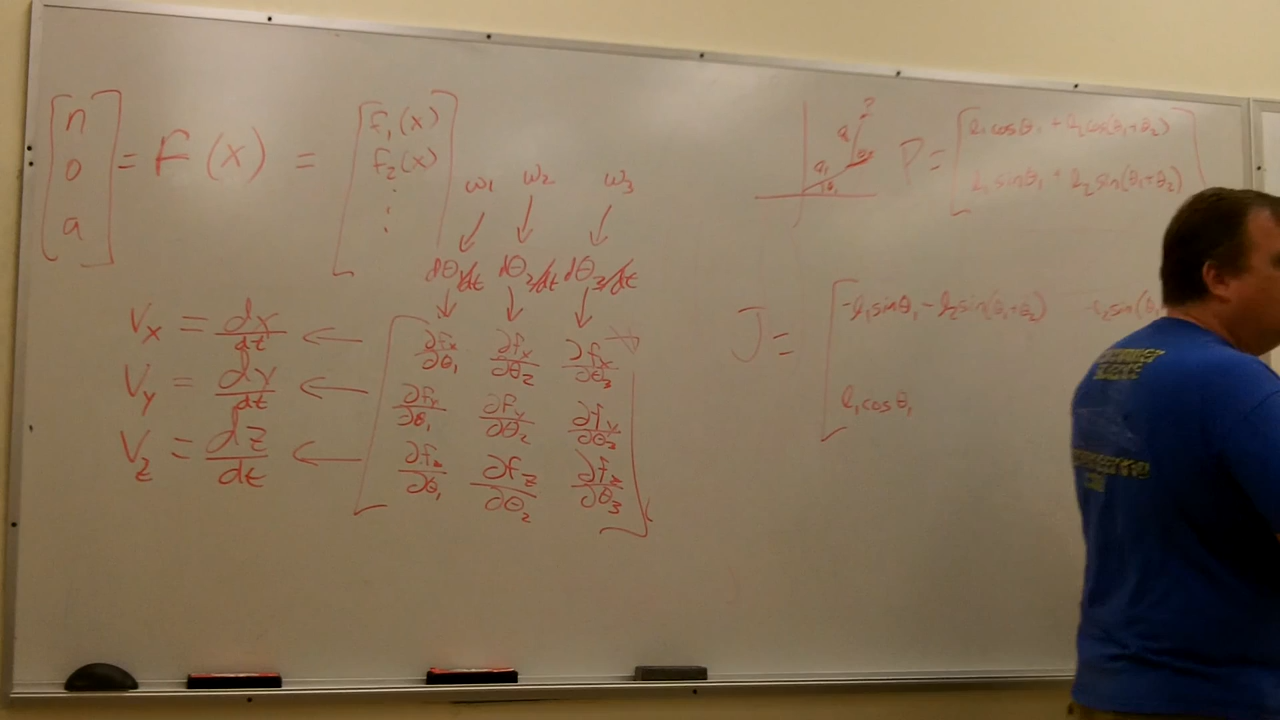 n
o
a
= F(x) =
f₁(x)
f₂(x)
⋮
ω1 ω2 ω3
dθ₁/dt dθ₂/dt dθ₃/dt
Vx = dx/dt ←
Vy = dy/dt ←
Vz = dz/dt ←
∂fx/∂θ₁ ∂fx/∂θ₂ ∂fx/∂θ₃
∂fy/∂θ₁ ∂fy/∂θ₂ ∂fy/∂θ₃
∂fz/∂θ₁ ∂fz/∂θ₂ ∂fz/∂θ₃
P =
l₁cosθ₁ + l₂cos(θ₁+θ₂)
l₁sinθ₁ + l₂sin(θ₁+θ₂)
J =
-l₁sinθ₁ - l₂sin(θ₁+θ₂) -l₂sin(θ₁
l₁cosθ₁
SCIENCE